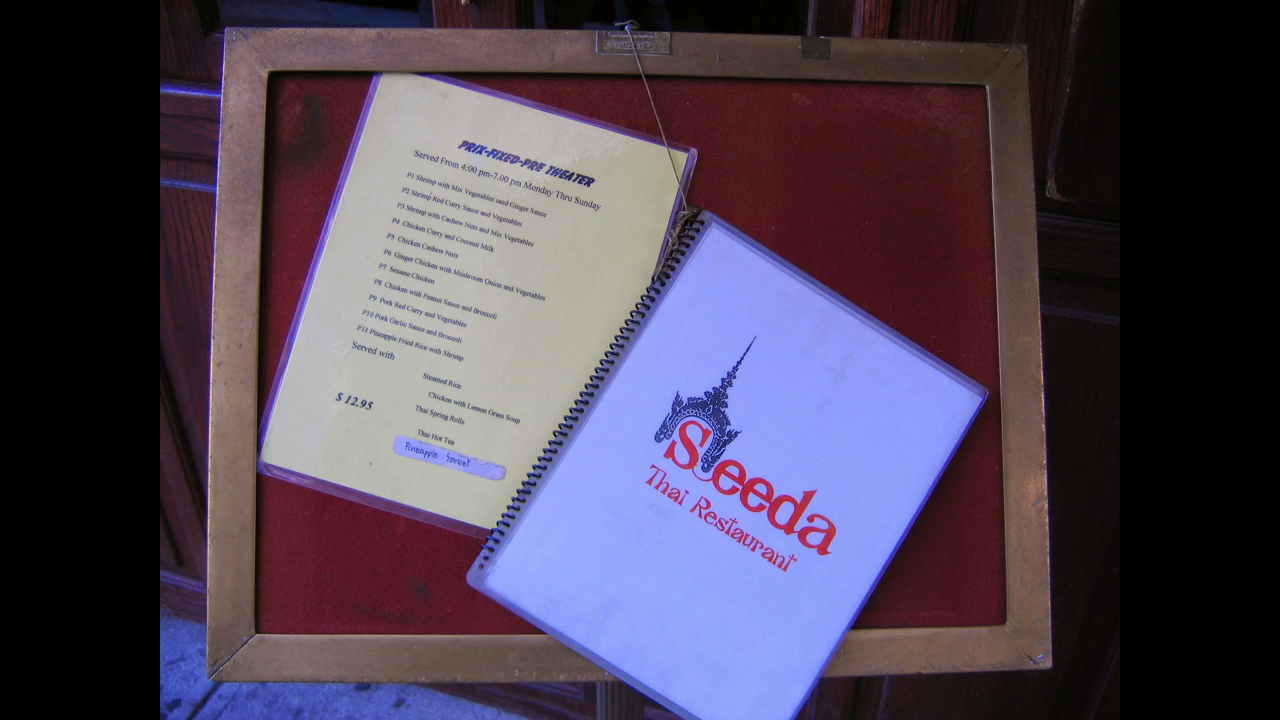 PRIX-FIXED-PRE THEATER
Served From 4:00 pm-7.00 pm Monday Thru Sunday
P1 Shrimp with Mix Vegetables sand Ginger Sauce
P2 Shrimp Red Curry Sauce and Vegetables
P3 Shrimp with Cashew Nuts and Mix Vegetables
P4 Chicken Curry and Coconut Milk
P5 Chicken Cashew Nuts
P6 Ginger Chicken with Mushroom Onion and Vegetables
P7 Sesame Chicken
P8 Chicken with Peanut Sauce and Broccoli
P9 Pork Red Curry and Vegetables
P10 Pork Garlic Sauce and Broccoli
P11 Pineapple Fried Rice with Shrimp
Served with
Steamed Rice
Chicken with Lemon Grass Soup
$ 12.95
Thai Spring Rolls
Thai Hot Tea
Pineapple Sorbet
Seeda
Thai Restaurant